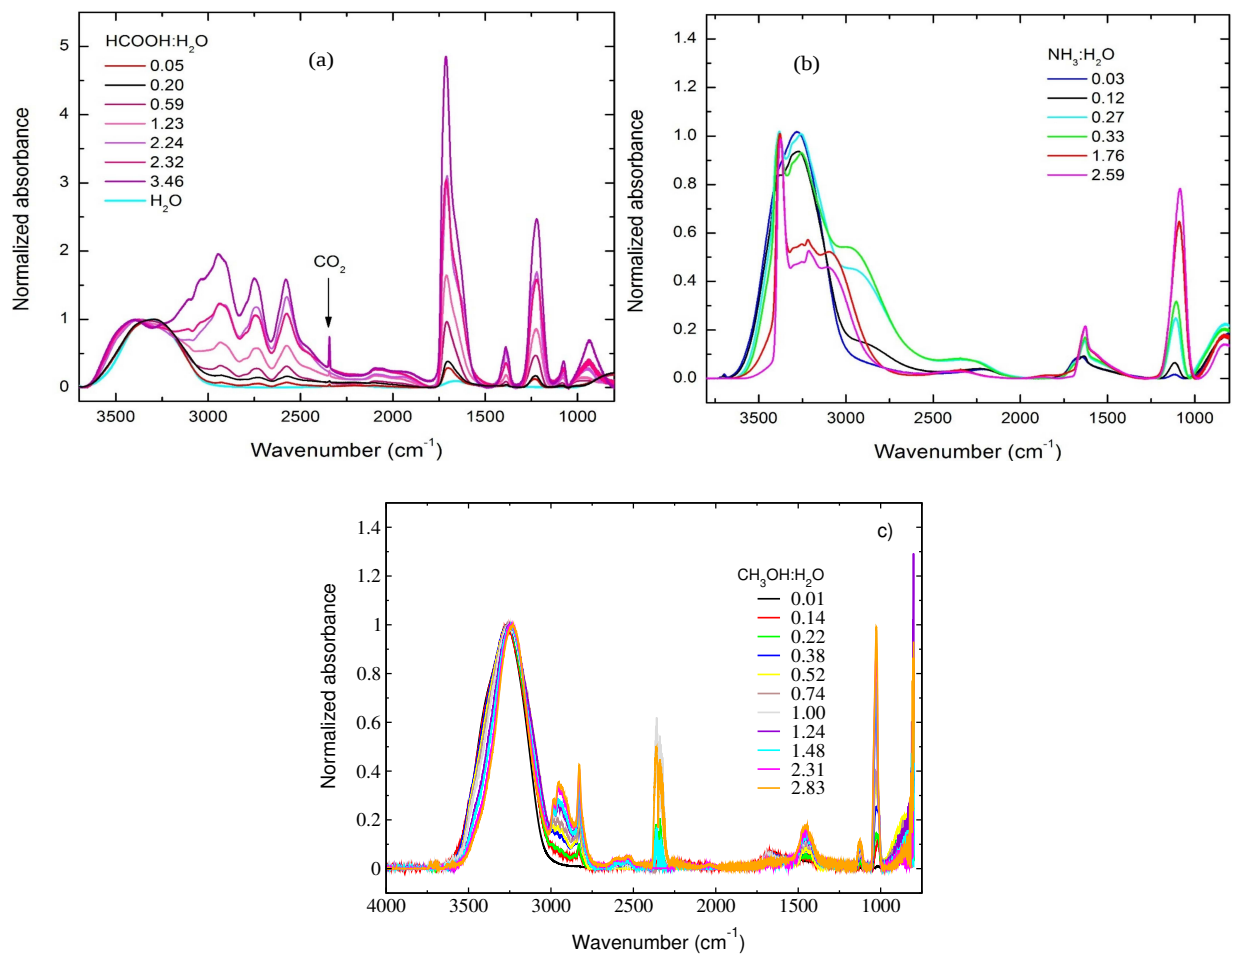 HCOOH:H2O
0.05
0.20
0.59
1.23
2.24
2.32
3.46
H2O
(a)
CO2
5
4
3
2
1
0
3500 3000 2500 2000 1500 1000
Normalized absorbance
Wavenumber (cm-1)
(b)
NH3:H2O
0.03
0.12
0.27
0.33
1.76
2.59
1.4
1.2
1.0
0.8
0.6
0.4
0.2
0.0
3500 3000 2500 2000 1500 1000
Normalized absorbance
Wavenumber (cm-1)
c)
CH3OH:H2O
0.01
0.14
0.22
0.38
0.52
0.74
1.00
1.24
1.48
2.31
2.83
1.4
1.2
1
0.8
0.6
0.4
0.2
0
4000 3500 3000 2500 2000 1500 1000
Normalized absorbance
Wavenumber (cm-1)